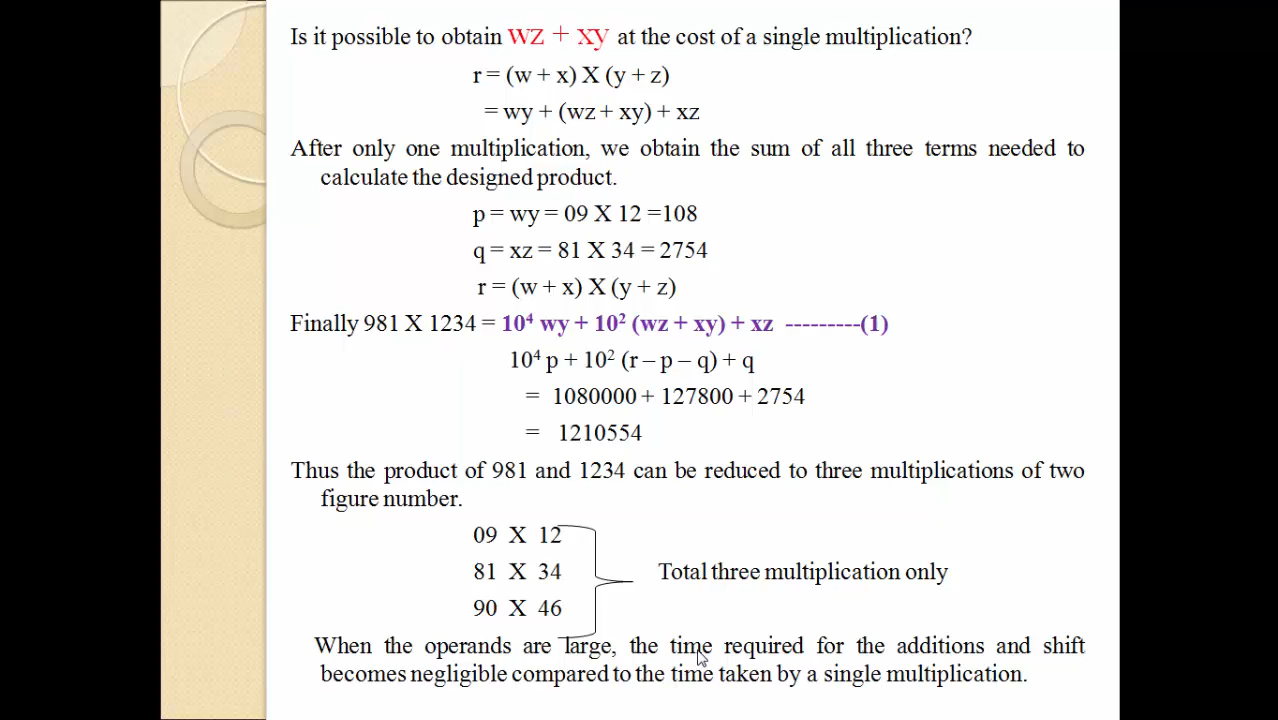 Is it possible to obtain wz + xy at the cost of a single multiplication?
r = (w + x) X (y + z)
= wy + (wz + xy) + xz
After only one multiplication, we obtain the sum of all three terms needed to
calculate the designed product.
p = wy = 09 X 12 =108
q = xz = 81 X 34 = 2754
r = (w + x) X (y + z)
Finally 981 X 1234 = 10⁴ wy + 10² (wz + xy) + xz ---------(1)
10⁴ p + 10² (r – p – q) + q
= 1080000 + 127800 + 2754
= 1210554
Thus the product of 981 and 1234 can be reduced to three multiplications of two
figure number.
09 X 12
81 X 34 Total three multiplication only
90 X 46
When the operands are large, the time required for the additions and shift
becomes negligible compared to the time taken by a single multiplication.